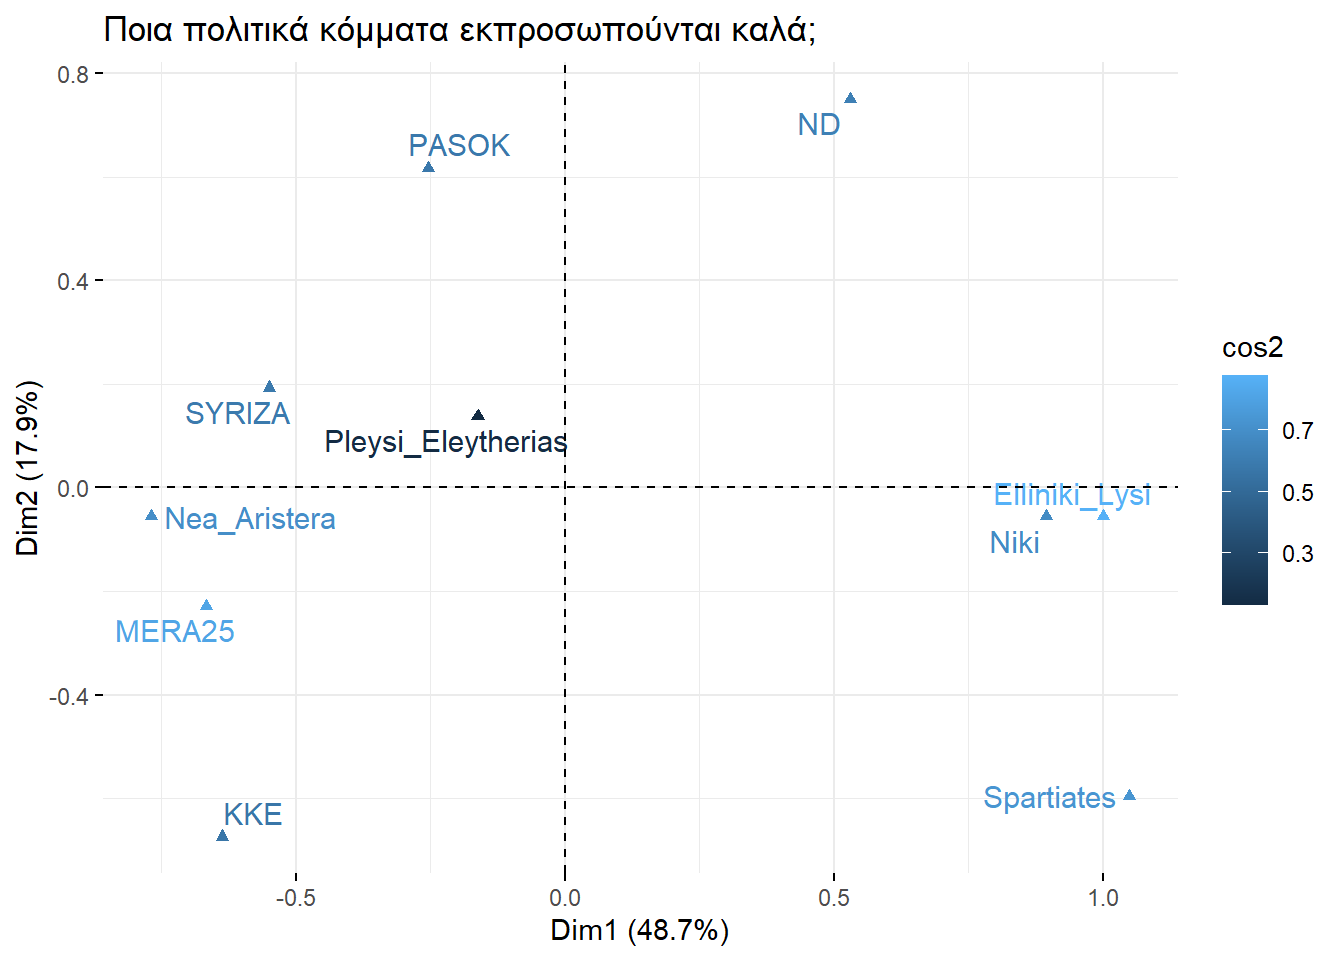 Ποια πολιτικά κόμματα εκπροσωπούνται καλά;
0.8
ND
PASOK
0.4
cos2
SYRIZA
Pleysi_Eleytherias
0.7
0.0
Elliniki_Lysi
0.5
Nea_Aristera
Niki
0.3
MERA25
-0.4
Spartiates
KKE
-0.5
0.0
0.5
1.0
Dim1 (48.7%)
Dim2 (17.9%)